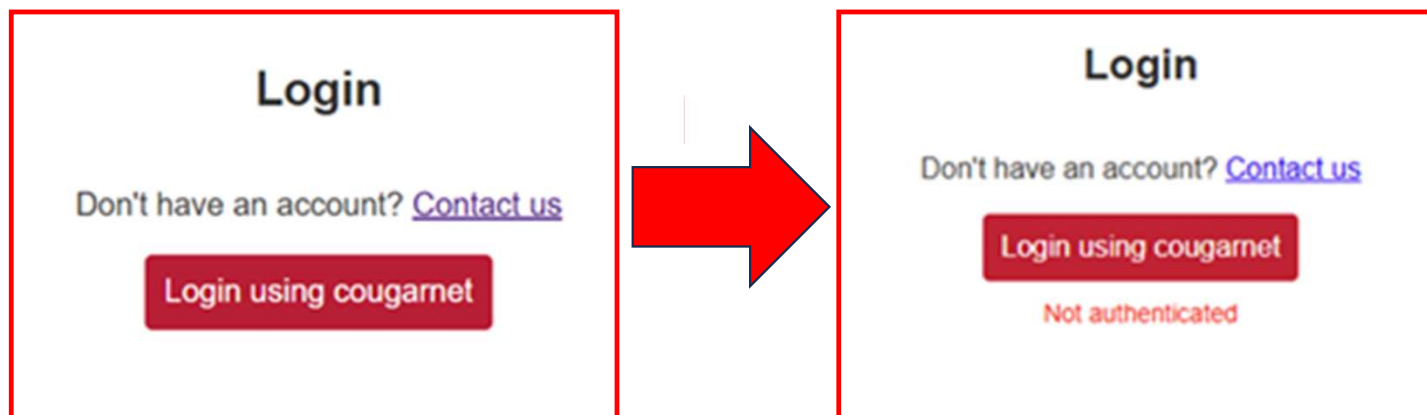 Login
Don't have an account? Contact us
Login using cougarnet
Login
Don't have an account? Contact us
Login using cougarnet
Not authenticated